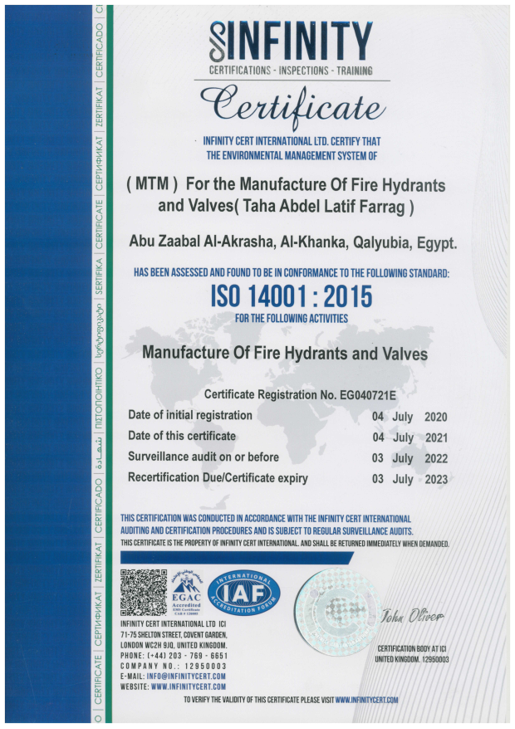 INFINITY
CERTIFICATIONS - INSPECTIONS - TRAINING
Certificate
INFINITY CERT INTERNATIONAL LTD. CERTIFY THAT
THE ENVIRONMENTAL MANAGEMENT SYSTEM OF
( MTM ) For the Manufacture Of Fire Hydrants
and Valves( Taha Abdel Latif Farrag )
Abu Zaabal Al-Akrasha, Al-Khanka, Qalyubia, Egypt.
HAS BEEN ASSESSED AND FOUND TO BE IN CONFORMANCE TO THE FOLLOWING STANDARD:
ISO 14001 : 2015
FOR THE FOLLOWING ACTIVITIES
Manufacture Of Fire Hydrants and Valves
Certificate Registration No. EG040721E
Date of initial registration 04 July 2020
Date of this certificate 04 July 2021
Surveillance audit on or before 03 July 2022
Recertification Due/Certificate expiry 03 July 2023
THIS CERTIFICATION WAS CONDUCTED IN ACCORDANCE WITH THE INFINITY CERT INTERNATIONAL
AUDITING AND CERTIFICATION PROCEDURES AND IS SUBJECT TO REGULAR SURVEILLANCE AUDITS.
THIS CERTIFICATE IS THE PROPERTY OF INFINITY CERT INTERNATIONAL. AND SHALL BE RETURNED IMMEDIATELY WHEN DEMANDED.
EGAC
Accredited
INTERNATIONAL
IAF
ACCREDITATION FORUM
John Oliver
INFINITY CERT INTERNATIONAL LTD ICI
71-75 SHELTON STREET, COVENT GARDEN,
LONDON WC2H 9JQ, UNITED KINGDOM.
PHONE: (+44) 203 - 769 - 6651
COMPANY NO.: 12950003
E-MAIL: INFO@INFINITYCERT.COM
WEBSITE: WWW.INFINITYCERT.COM
CERTIFICATION BODY AT ICI
UNITED KINGDOM. 12950003
TO VERIFY THE VALIDITY OF THIS CERTIFICATE PLEASE VISIT WWW.INFINITYCERT.COM
O | CERTIFICATE | СЕРТИФИКАТ | ZERTIFIKAT | CERTIFICADO | شهادة | ΠΙΣΤΟΠΟΙΗΤΙΚΟ | სერტიფიკატი | SERTIFIKA | CERTIFICATE | СЕРТИФИКАТ | ZERTIFIKAT | CERTIFICADO | CI